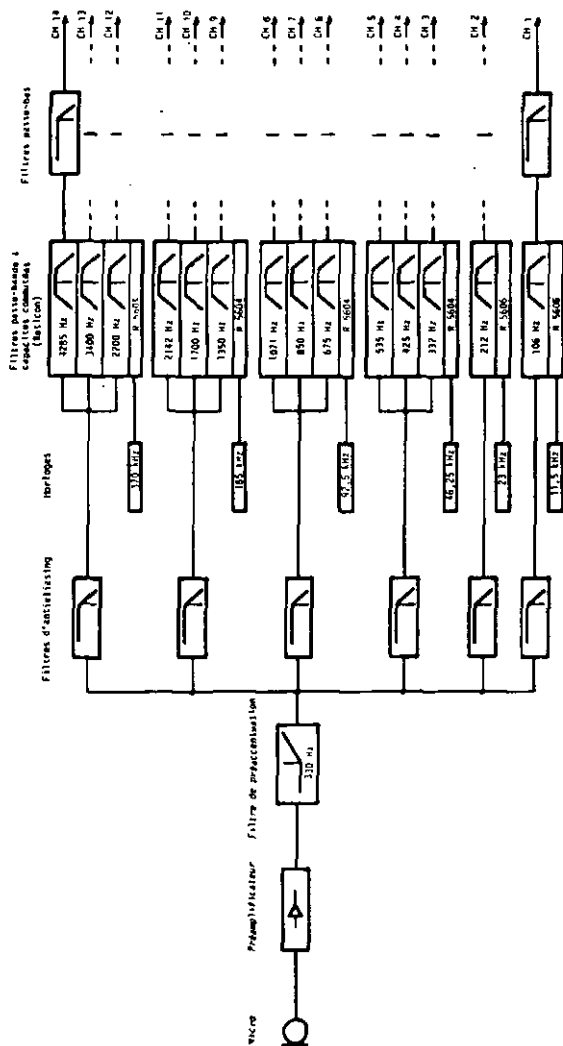 Micro
Préamplificateur
Filtre de préaccentuation
330 Hz
Filtres d'antialiasing
Horloges
370 kHz
185 kHz
92,5 kHz
46,25 kHz
23 kHz
11,5 kHz
Filtres passe-bande à
capacités commutées
(Reticon)
4285 Hz
3400 Hz
2700 Hz
R 5604
2142 Hz
1700 Hz
1350 Hz
R 5604
1071 Hz
850 Hz
675 Hz
R 5604
535 Hz
425 Hz
337 Hz
R 5604
212 Hz
R 5606
106 Hz
R 5606
Filtres passe-bas
CH 14
CH 13
CH 12
CH 11
CH 10
CH 9
CH 8
CH 7
CH 6
CH 5
CH 4
CH 3
CH 2
CH 1